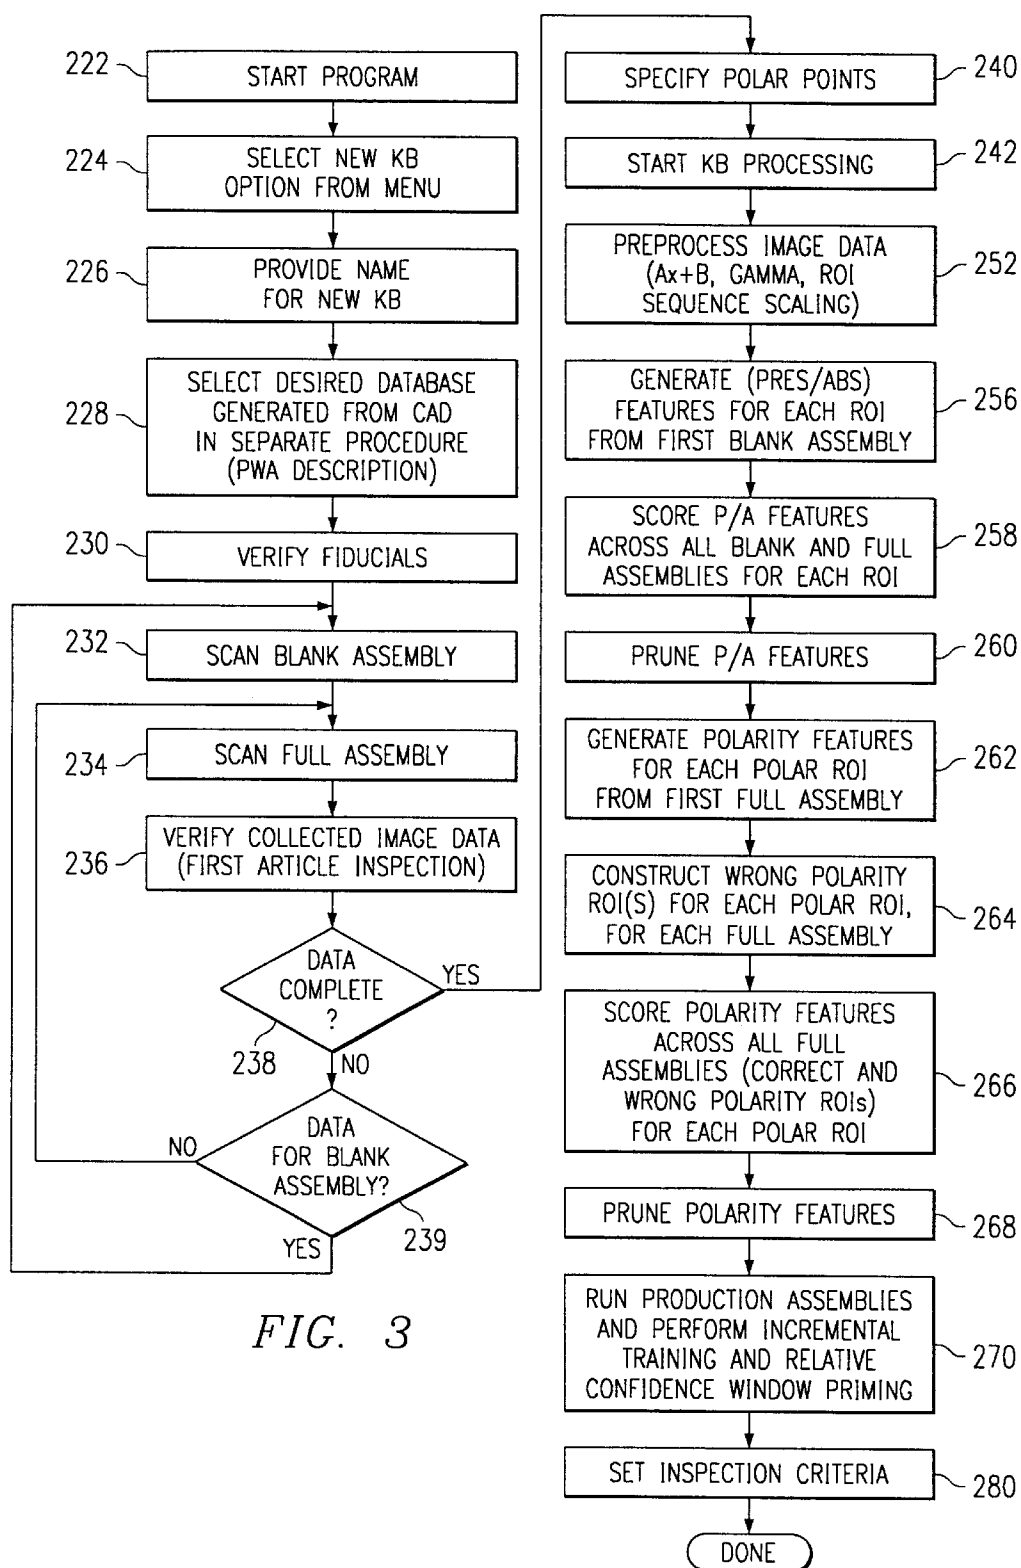 222
START PROGRAM
224
SELECT NEW KB
OPTION FROM MENU
226
PROVIDE NAME
FOR NEW KB
228
SELECT DESIRED DATABASE
GENERATED FROM CAD
IN SEPARATE PROCEDURE
(PWA DESCRIPTION)
230
VERIFY FIDUCIALS
232
SCAN BLANK ASSEMBLY
234
SCAN FULL ASSEMBLY
236
VERIFY COLLECTED IMAGE DATA
(FIRST ARTICLE INSPECTION)
DATA
COMPLETE
?
YES
238
NO
DATA
FOR BLANK
ASSEMBLY?
NO
239
YES
FIG. 3
SPECIFY POLAR POINTS
240
START KB PROCESSING
242
PREPROCESS IMAGE DATA
(Ax+B, GAMMA, ROI
SEQUENCE SCALING)
252
GENERATE (PRES/ABS)
FEATURES FOR EACH ROI
FROM FIRST BLANK ASSEMBLY
256
SCORE P/A FEATURES
ACROSS ALL BLANK AND FULL
ASSEMBLIES FOR EACH ROI
258
PRUNE P/A FEATURES
260
GENERATE POLARITY FEATURES
FOR EACH POLAR ROI
FROM FIRST FULL ASSEMBLY
262
CONSTRUCT WRONG POLARITY
ROI(S) FOR EACH POLAR ROI,
FOR EACH FULL ASSEMBLY
264
SCORE POLARITY FEATURES
ACROSS ALL FULL
ASSEMBLIES (CORRECT AND
WRONG POLARITY ROIs)
FOR EACH POLAR ROI
266
PRUNE POLARITY FEATURES
268
RUN PRODUCTION ASSEMBLIES
AND PERFORM INCREMENTAL
TRAINING AND RELATIVE
CONFIDENCE WINDOW PRIMING
270
SET INSPECTION CRITERIA
280
DONE